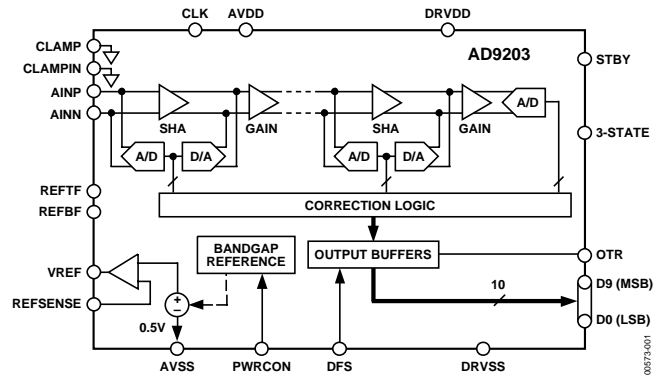 CLK AVDD DRVDD
CLAMP
CLAMPIN
AINP
AINN
REFTF
REFBF
VREF
REFSENSE
AD9203
SHA GAIN SHA GAIN A/D
A/D D/A A/D D/A
CORRECTION LOGIC
BANDGAP
REFERENCE
OUTPUT BUFFERS
+
–
0.5V
10
STBY
3-STATE
OTR
D9 (MSB)
D0 (LSB)
AVSS PWRCON DFS DRVSS
00573-001